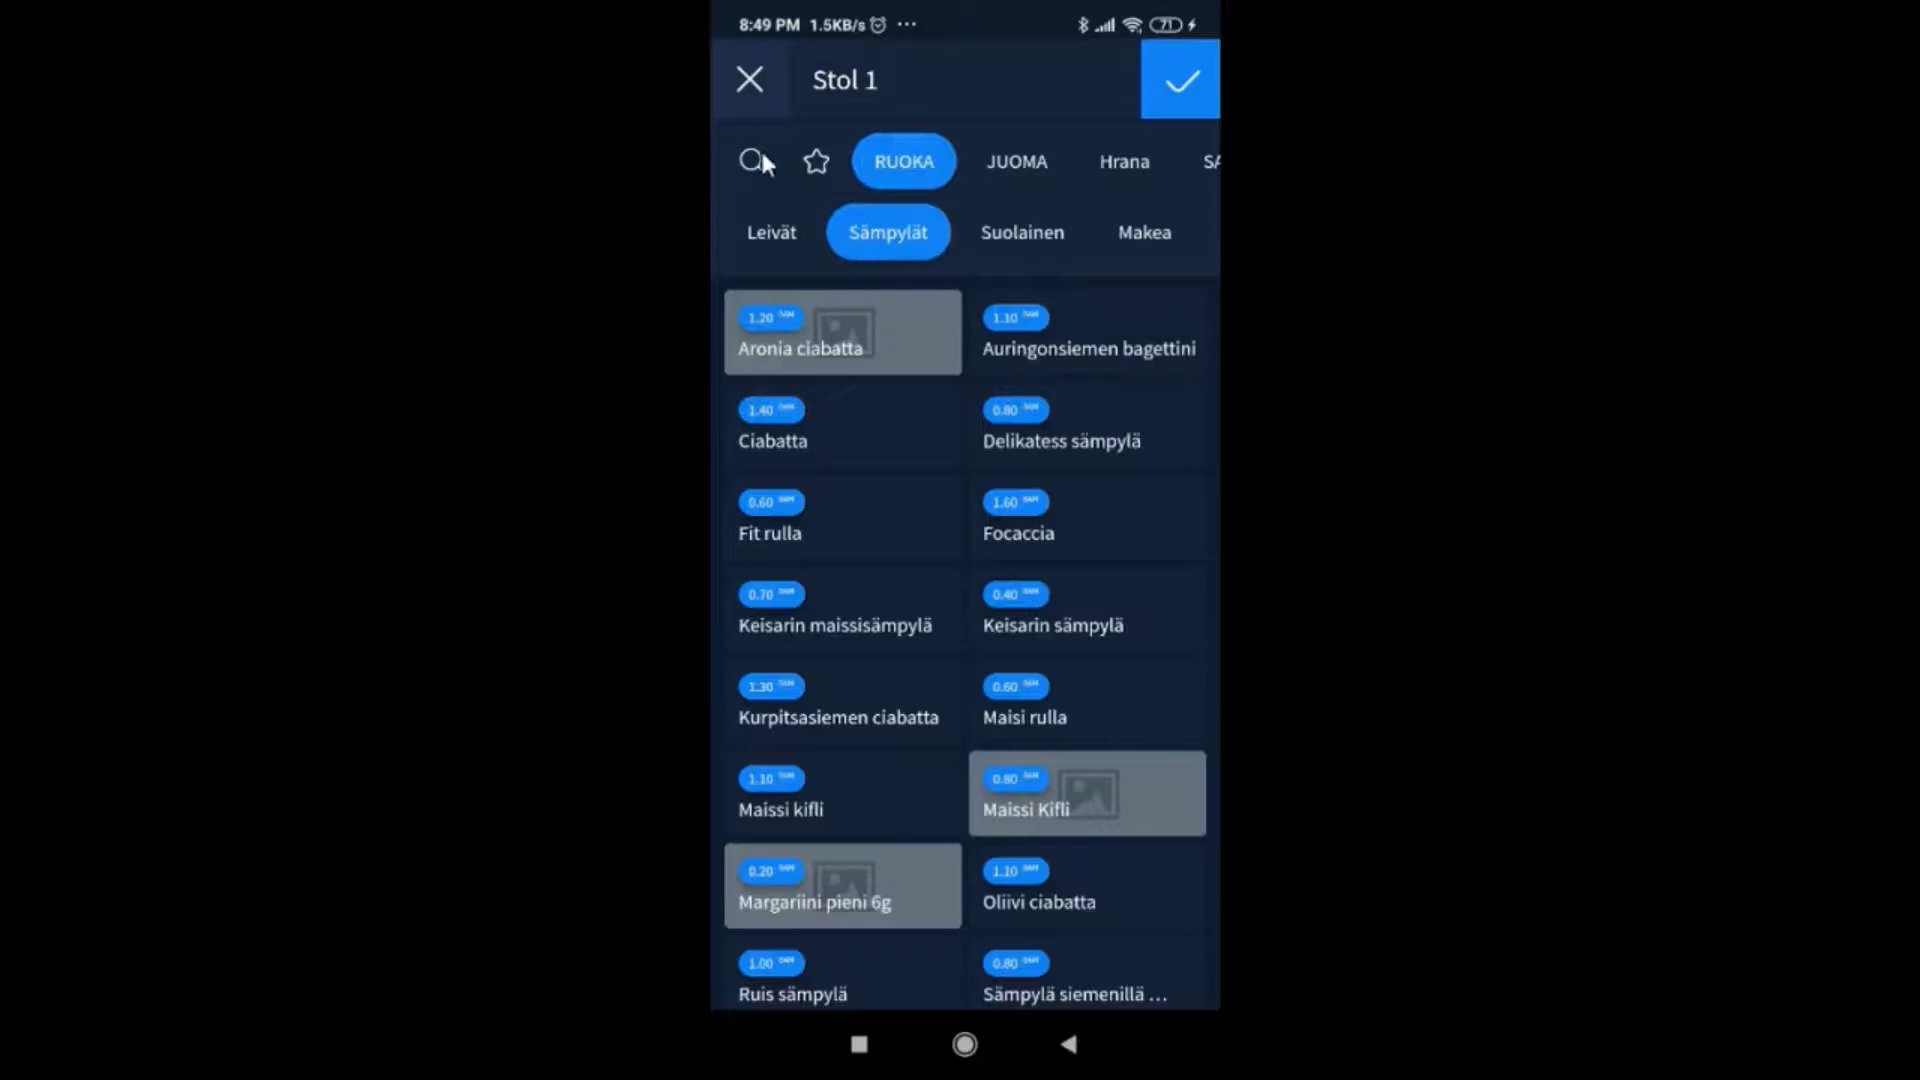 8:49 PM 1.5KB/s ... 71
Stol 1
RUOKA JUOMA Hrana SA
Leivät Sämpylät Suolainen Makea
1.20 1.10
Aronia ciabatta Auringonsiemen bagettini
1.40 0.80
Ciabatta Delikatess sämpylä
0.60 1.60
Fit rulla Focaccia
0.70 0.40
Keisarin maissisämpylä Keisarin sämpylä
1.30 0.60
Kurpitsasiemen ciabatta Maisi rulla
1.10 0.80
Maissi kifli Maissi Kifli
0.20 1.10
Margariini pieni 6g Oliivi ciabatta
1.00 0.80
Ruis sämpylä Sämpylä siemenillä ...